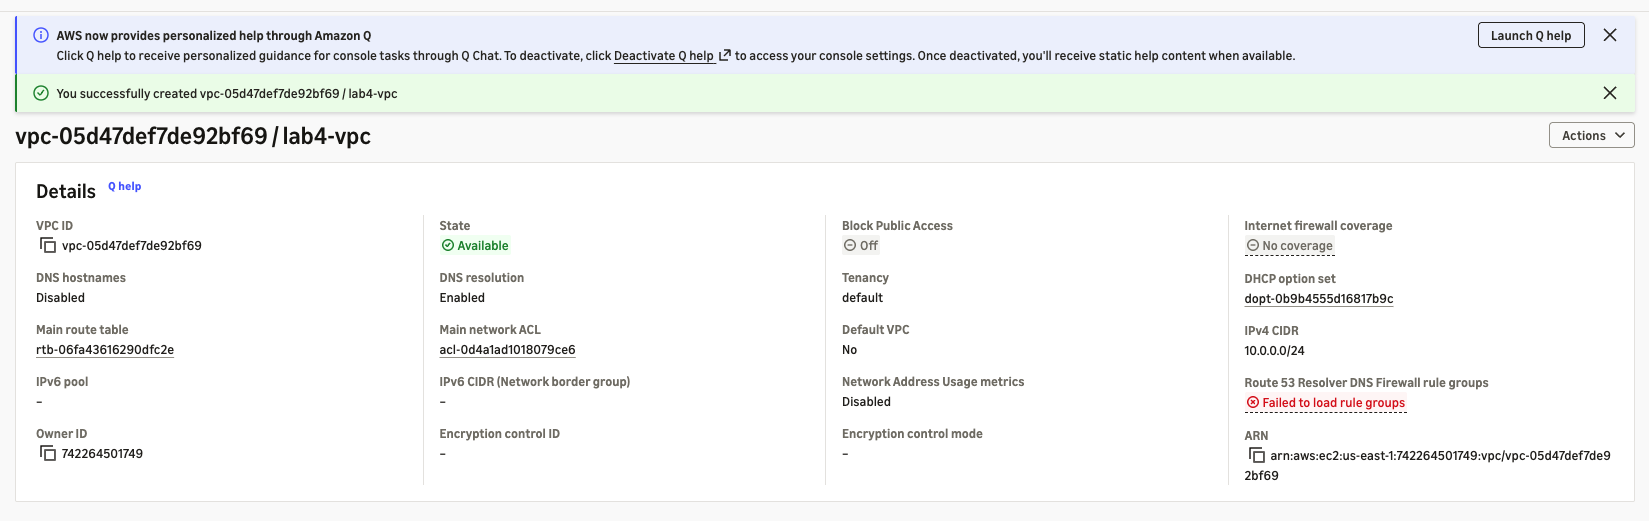 AWS now provides personalized help through Amazon Q
Launch Q help
Click Q help to receive personalized guidance for console tasks through Q Chat. To deactivate, click Deactivate Q help to access your console settings. Once deactivated, you'll receive static help content when available.
You successfully created vpc-05d47def7de92bf69 / lab4-vpc
vpc-05d47def7de92bf69 / lab4-vpc
Actions
Details Q help
VPC ID
vpc-05d47def7de92bf69
DNS hostnames
Disabled
Main route table
rtb-06fa43616290dfc2e
IPv6 pool
–
Owner ID
742264501749
State
Available
DNS resolution
Enabled
Main network ACL
acl-0d4a1ad1018079ce6
IPv6 CIDR (Network border group)
–
Encryption control ID
–
Block Public Access
Off
Tenancy
default
Default VPC
No
Network Address Usage metrics
Disabled
Encryption control mode
–
Internet firewall coverage
No coverage
DHCP option set
dopt-0b9b4555d16817b9c
IPv4 CIDR
10.0.0.0/24
Route 53 Resolver DNS Firewall rule groups
Failed to load rule groups
ARN
arn:aws:ec2:us-east-1:742264501749:vpc/vpc-05d47def7de9
2bf69